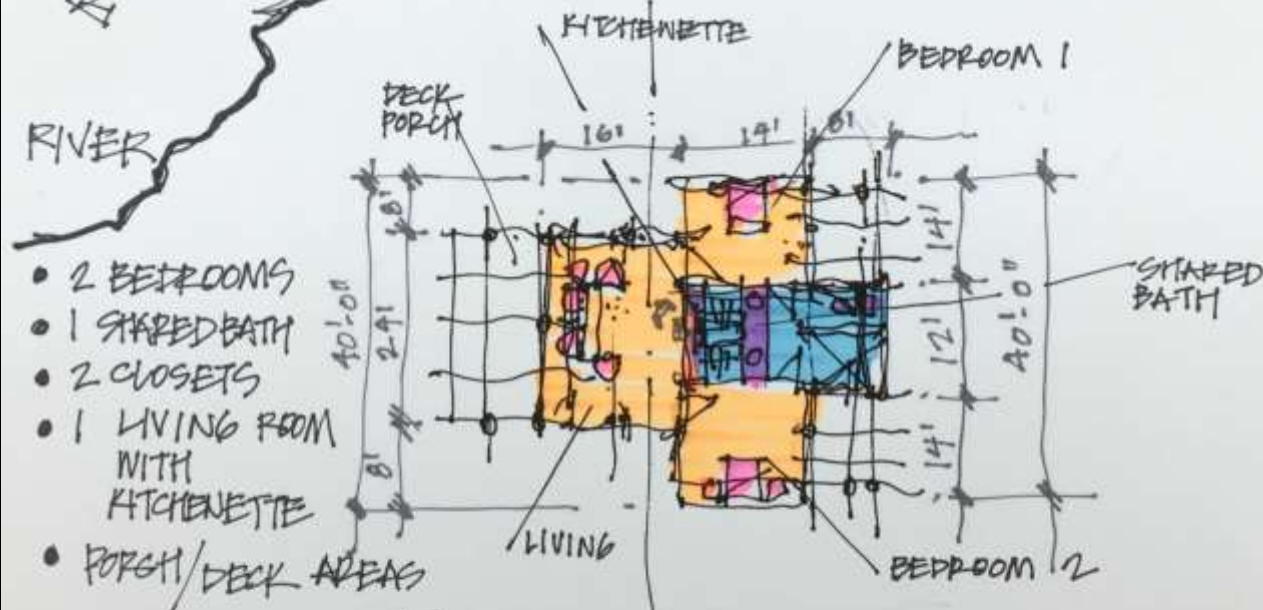 KITCHENETTE
BEDROOM 1
DECK
PORCH
RIVER
16'
14'
8'
8'
24'
8'
40'-0"
14'
12'
14'
40'-0"
SHARED
BATH
• 2 BEDROOMS
• 1 SHARED BATH
• 2 CLOSETS
• 1 LIVING ROOM
WITH
KITCHENETTE
• PORCH/DECK AREAS
LIVING
BEDROOM 2